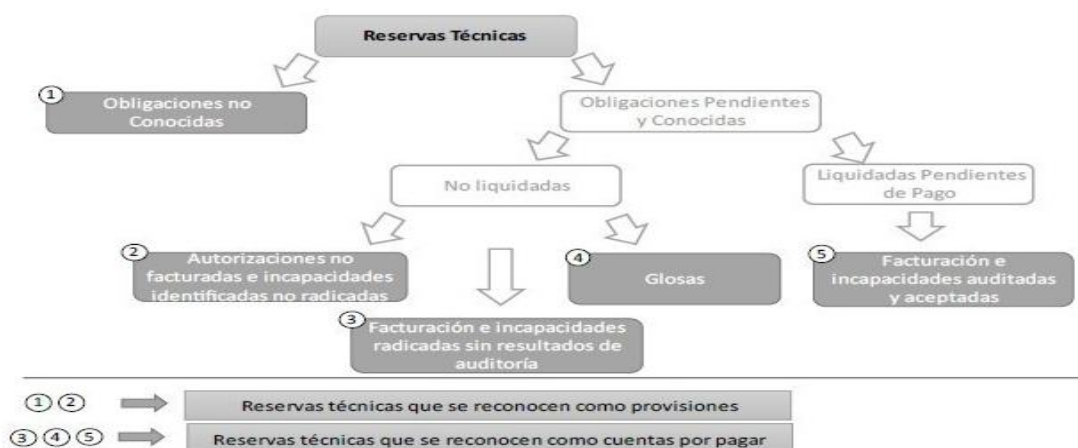 Reservas Técnicas
1
Obligaciones no
Conocidas
Obligaciones Pendientes
y Conocidas
No liquidadas
Liquidadas Pendientes
de Pago
2
Autorizaciones no
facturadas e incapacidades
identificadas no radicadas
4
Glosas
5
Facturación e
incapacidades auditadas
y aceptadas
3
Facturación e incapacidades
radicadas sin resultados de
auditoría
1 2
Reservas técnicas que se reconocen como provisiones
3 4 5
Reservas técnicas que se reconocen como cuentas por pagar